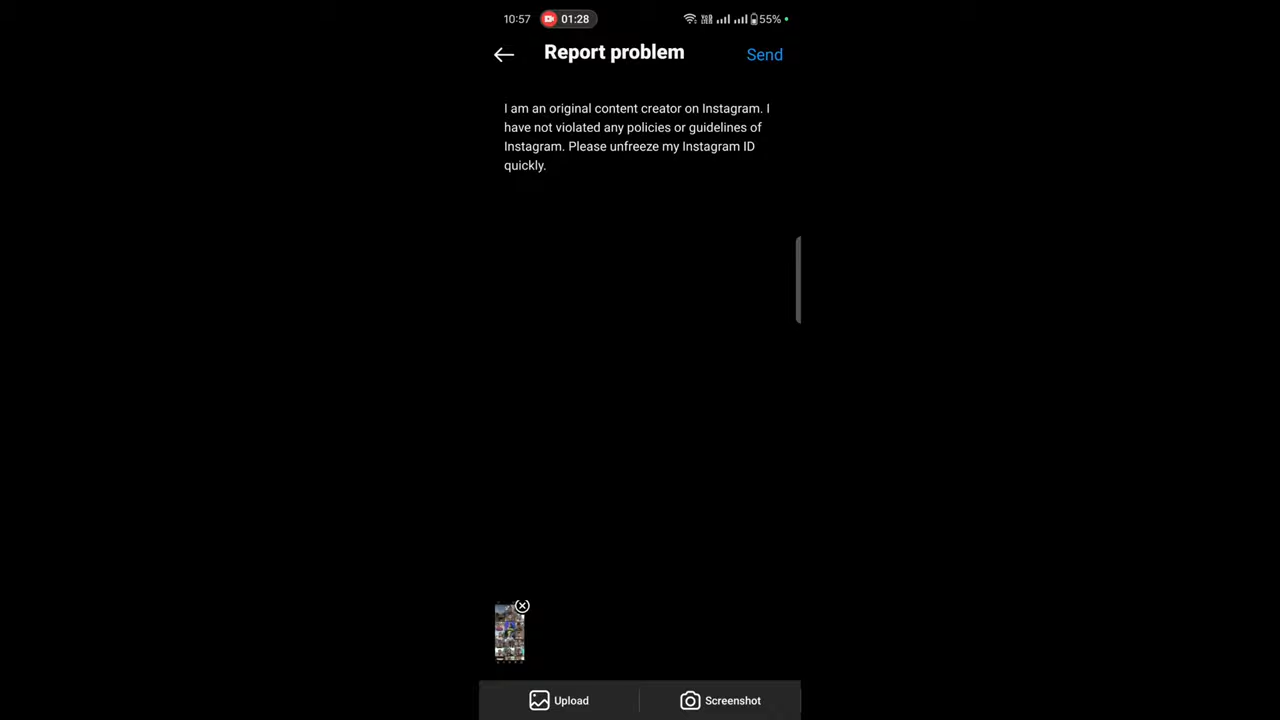 10:57 01:28 55%
Report problem Send
I am an original content creator on Instagram. I
have not violated any policies or guidelines of
Instagram. Please unfreeze my Instagram ID
quickly.
Upload Screenshot